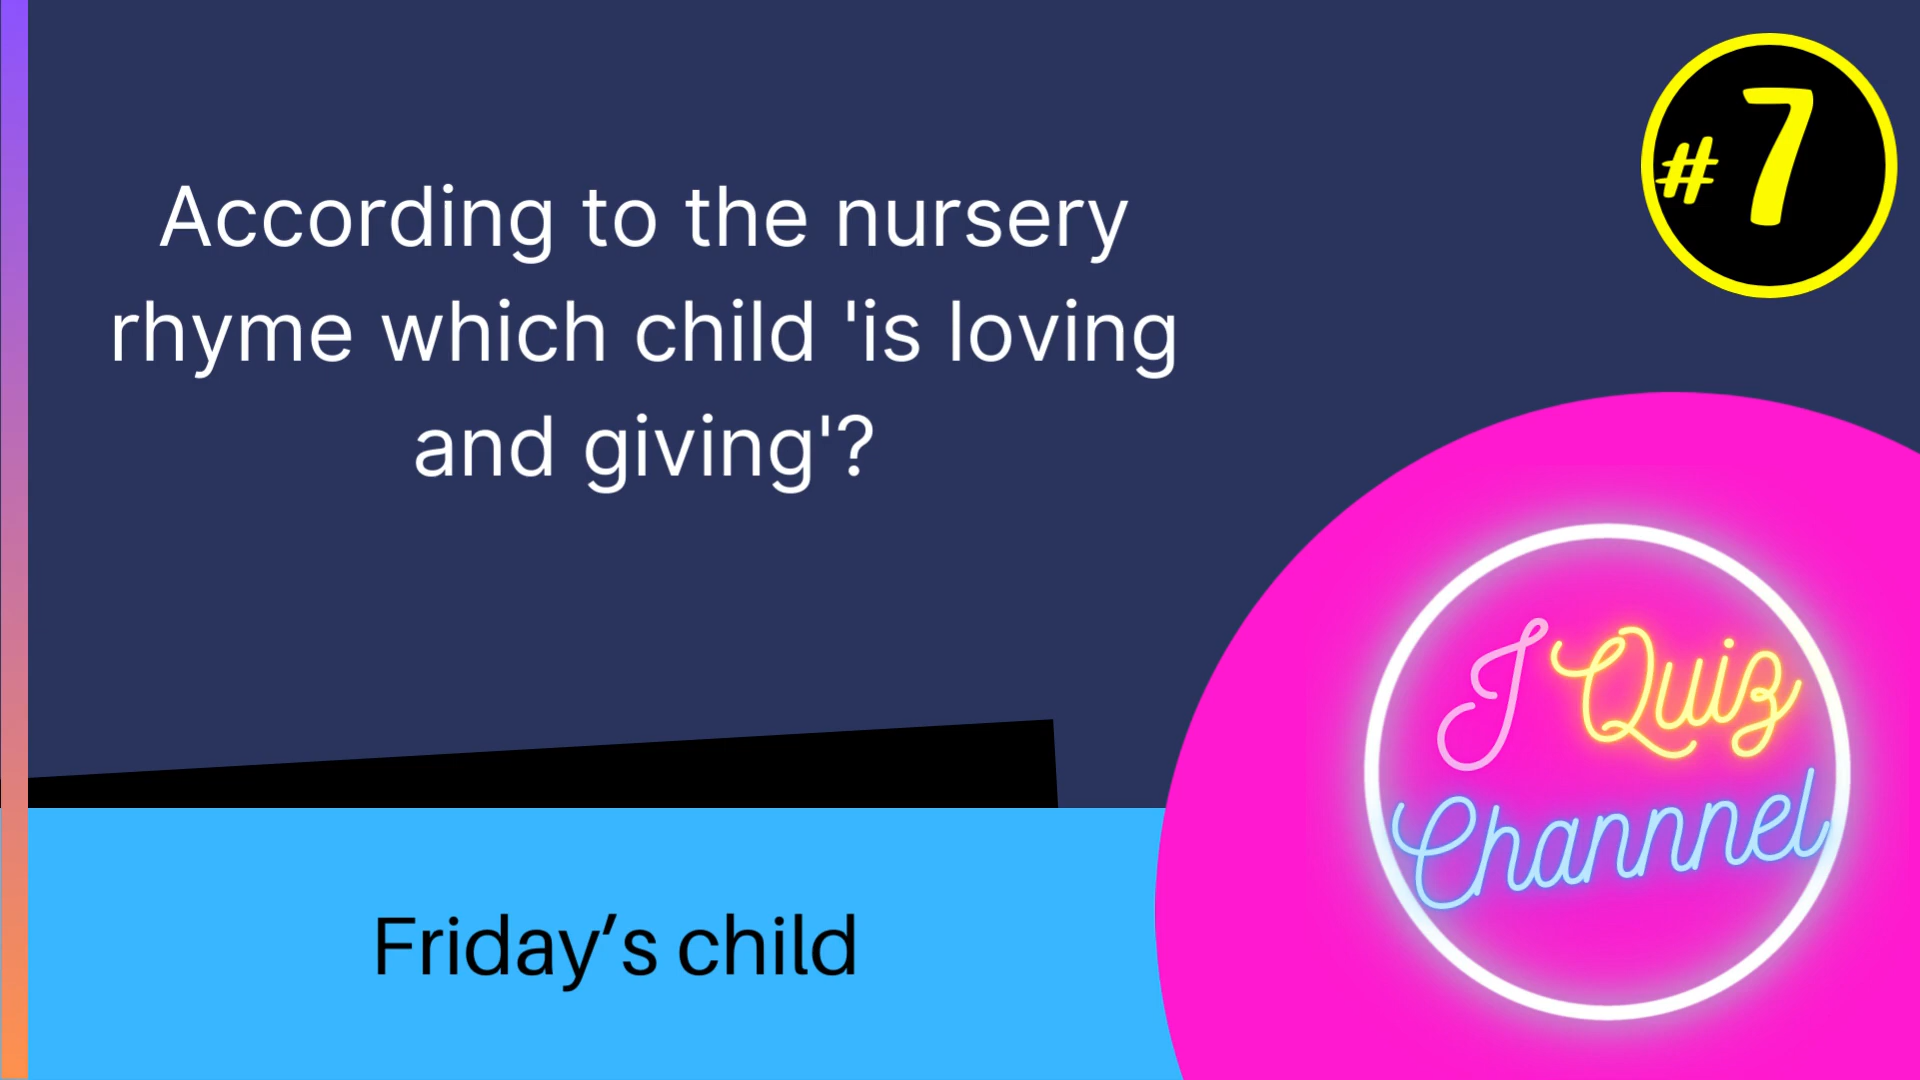 #7
According to the nursery
rhyme which child 'is loving
and giving'?
I Quiz
Channnel
Friday’s child